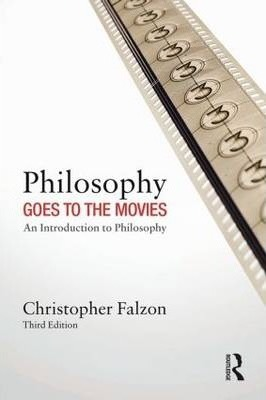 Philosophy
GOES TO THE MOVIES
An Introduction to Philosophy
Christopher Falzon
Third Edition
R
ROUTLEDGE